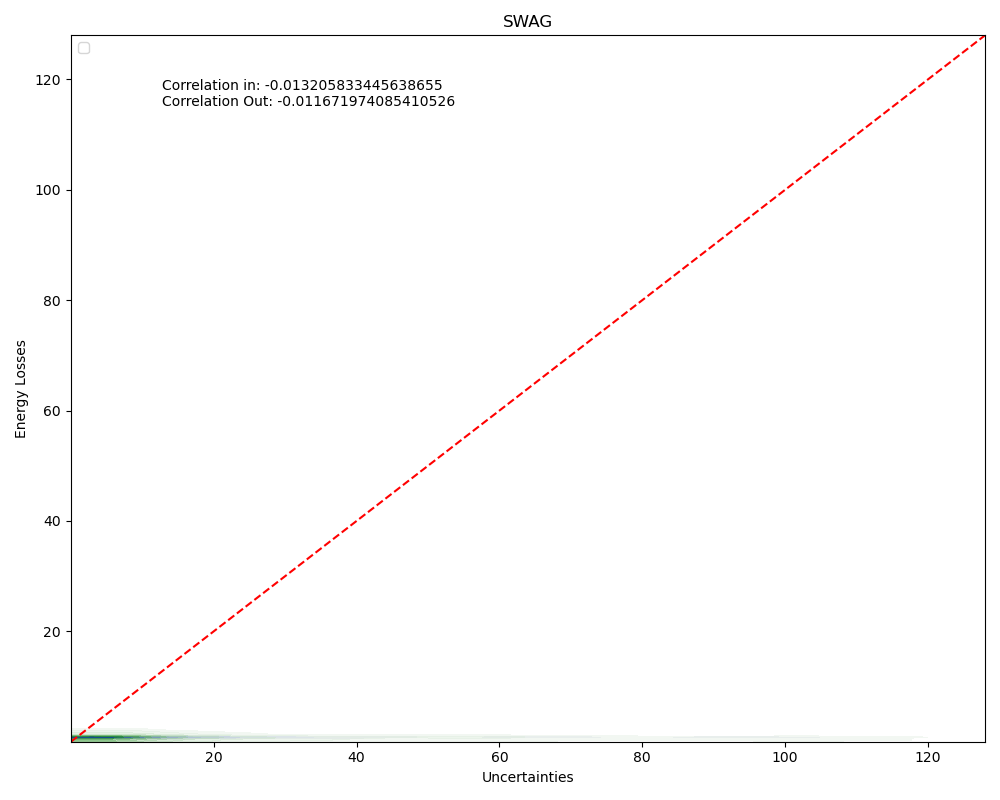 SWAG
Correlation in: -0.013205833445638655
Correlation Out: -0.011671974085410526
120
100
80
60
40
20
Energy Losses
20 40 60 80 100 120
Uncertainties